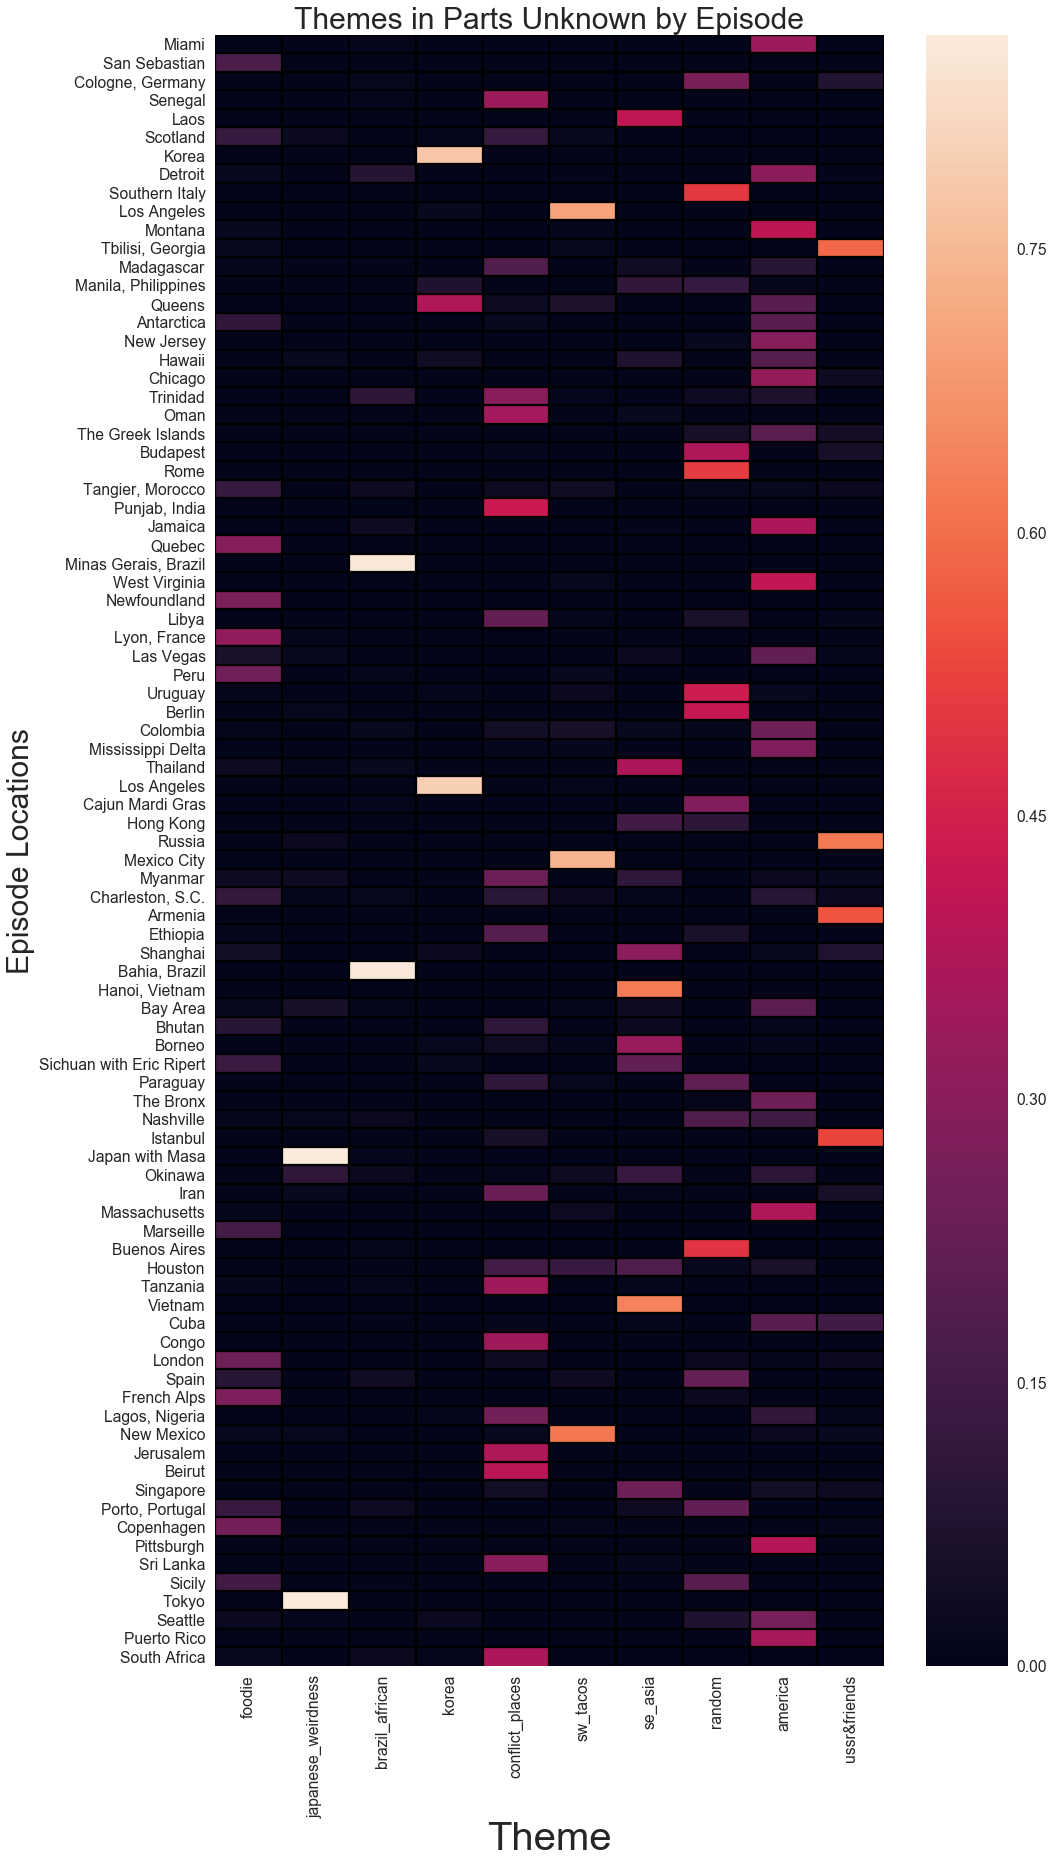 Themes in Parts Unknown by Episode
Miami
San Sebastian
Cologne, Germany
Senegal
Laos
Scotland
Korea
Detroit
Southern Italy
Los Angeles
Montana
Tbilisi, Georgia
Madagascar
Manila, Philippines
Queens
Antarctica
New Jersey
Hawaii
Chicago
Trinidad
Oman
The Greek Islands
Budapest
Rome
Tangier, Morocco
Punjab, India
Jamaica
Quebec
Minas Gerais, Brazil
West Virginia
Newfoundland
Libya
Lyon, France
Las Vegas
Peru
Uruguay
Berlin
Colombia
Mississippi Delta
Thailand
Los Angeles
Cajun Mardi Gras
Hong Kong
Russia
Mexico City
Myanmar
Charleston, S.C.
Armenia
Ethiopia
Shanghai
Bahia, Brazil
Hanoi, Vietnam
Bay Area
Bhutan
Borneo
Sichuan with Eric Ripert
Paraguay
The Bronx
Nashville
Istanbul
Japan with Masa
Okinawa
Iran
Massachusetts
Marseille
Buenos Aires
Houston
Tanzania
Vietnam
Cuba
Congo
London
Spain
French Alps
Lagos, Nigeria
New Mexico
Jerusalem
Beirut
Singapore
Porto, Portugal
Copenhagen
Pittsburgh
Sri Lanka
Sicily
Tokyo
Seattle
Puerto Rico
South Africa
Episode Locations
foodie
japanese_weirdness
brazil_african
korea
conflict_places
sw_tacos
se_asia
random
america
ussr&friends
Theme
0.75
0.60
0.45
0.30
0.15
0.00